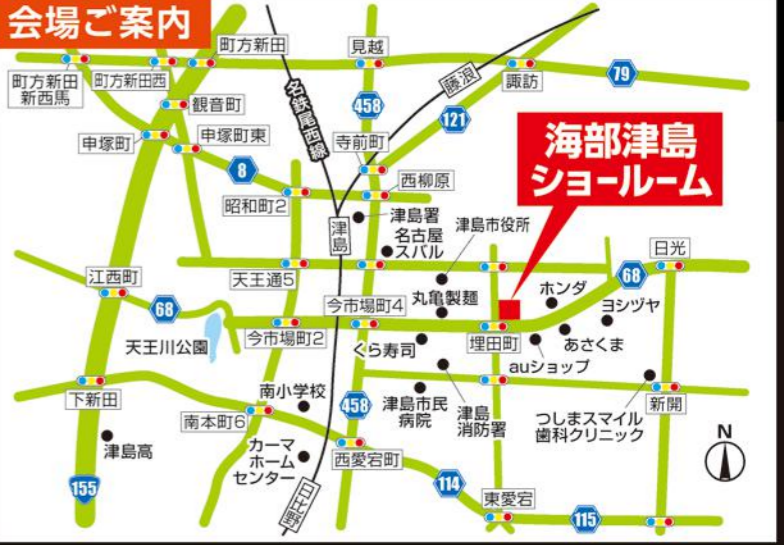 会場ご案内
町方新田
見越
藤浪
諏訪
79
町方新田
新西馬
町方新田西
名鉄尾西線
458
121
観音町
申塚町
申塚町東
寺前町
8
西柳原
昭和町2
海部津島
ショールーム
津島
津島署
名古屋
スバル
津島市役所
日光
天王通5
68
江西町
68
今市場町4
丸亀製麺
ホンダ
ヨシヅヤ
天王川公園
今市場町2
くら寿司
埋田町
あさくま
auショップ
下新田
南小学校
458
津島市民
病院
津島
消防署
つしまスマイル
歯科クリニック
新開
南本町6
津島高
カーマ
ホーム
センター
西愛宕町
N
155
日比野
114
東愛宕
115